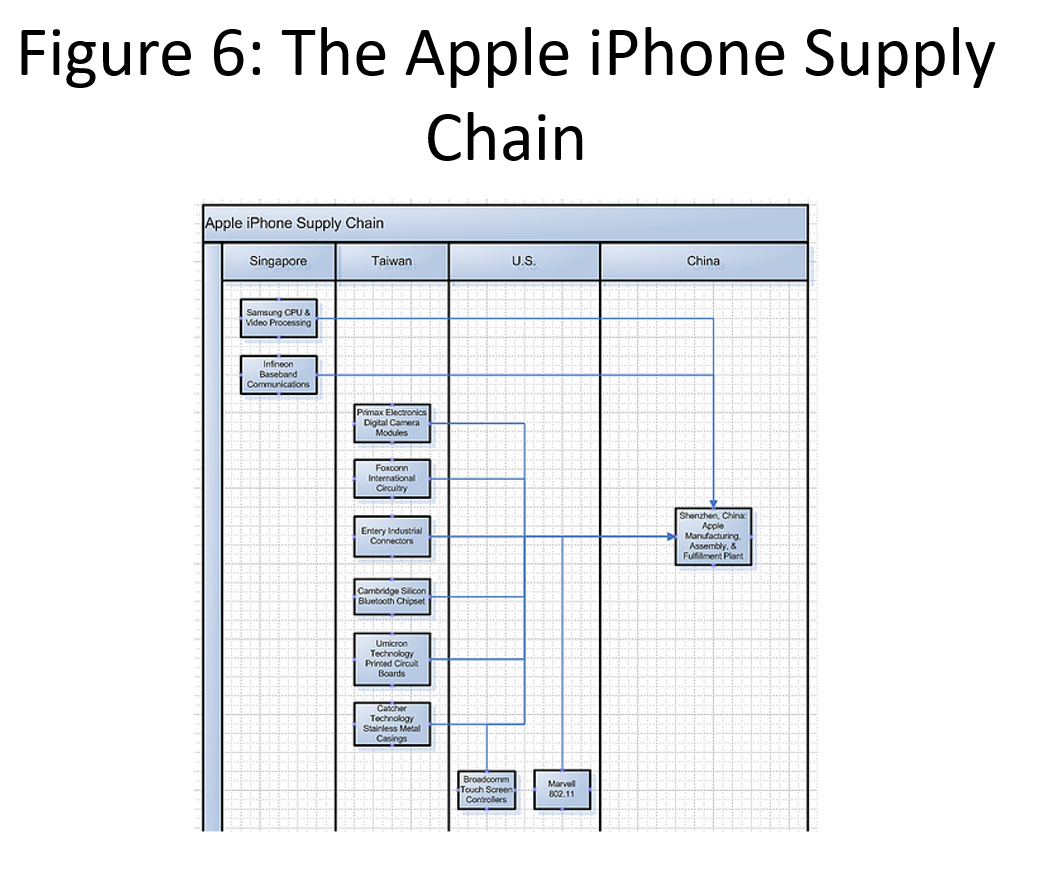 Figure 6: The Apple iPhone Supply
Chain
Apple iPhone Supply Chain
Singapore
Taiwan
U.S.
China
Samsung CPU &
Video Processing
Infineon
Baseband
Communications
Primax Electronics
Digital Camera
Modules
Foxconn
International
Circuitry
Entery Industrial
Connectors
Shenzhen, China:
Apple
Manufacturing,
Assembly, &
Fulfillment Plant
Cambridge Silicon
Bluetooth Chipset
Umicron
Technology
Printed Circuit
Boards
Catcher
Technology
Stainless Metal
Casings
Broadcomm
Touch Screen
Controllers
Marvell
802.11